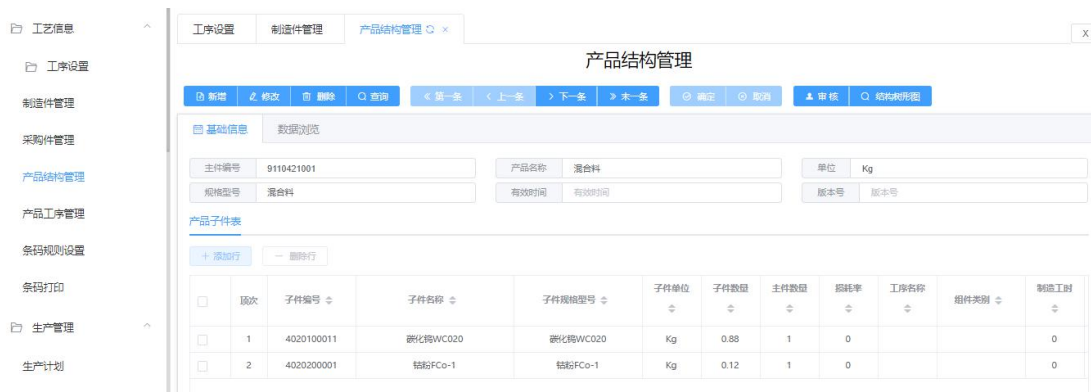 工艺信息
工序设置
制造件管理
采购件管理
产品结构管理
产品工序管理
条码规则设置
条码打印
生产管理
生产计划
工序设置 制造件管理 产品结构管理 × X
产品结构管理
新增 修改 删除 查询 第一条 上一条 下一条 末一条 确定 取消 审核 结构树形图
基础信息 数据浏览
主件编号 9110421001 产品名称 混合料 单位 Kg
规格型号 混合料 有效时间 有效时间 版本号 版本号
产品子件表
+ 添加行 — 删除行
项次 子件编号 子件名称 子件规格型号 子件单位 子件数量 主件数量 损耗率 工序名称 组件类别 制造工时
1 4020100011 碳化钨WC020 碳化钨WC020 Kg 0.88 1 0 0
2 4020200001 钴粉FCo-1 钴粉FCo-1 Kg 0.12 1 0 0